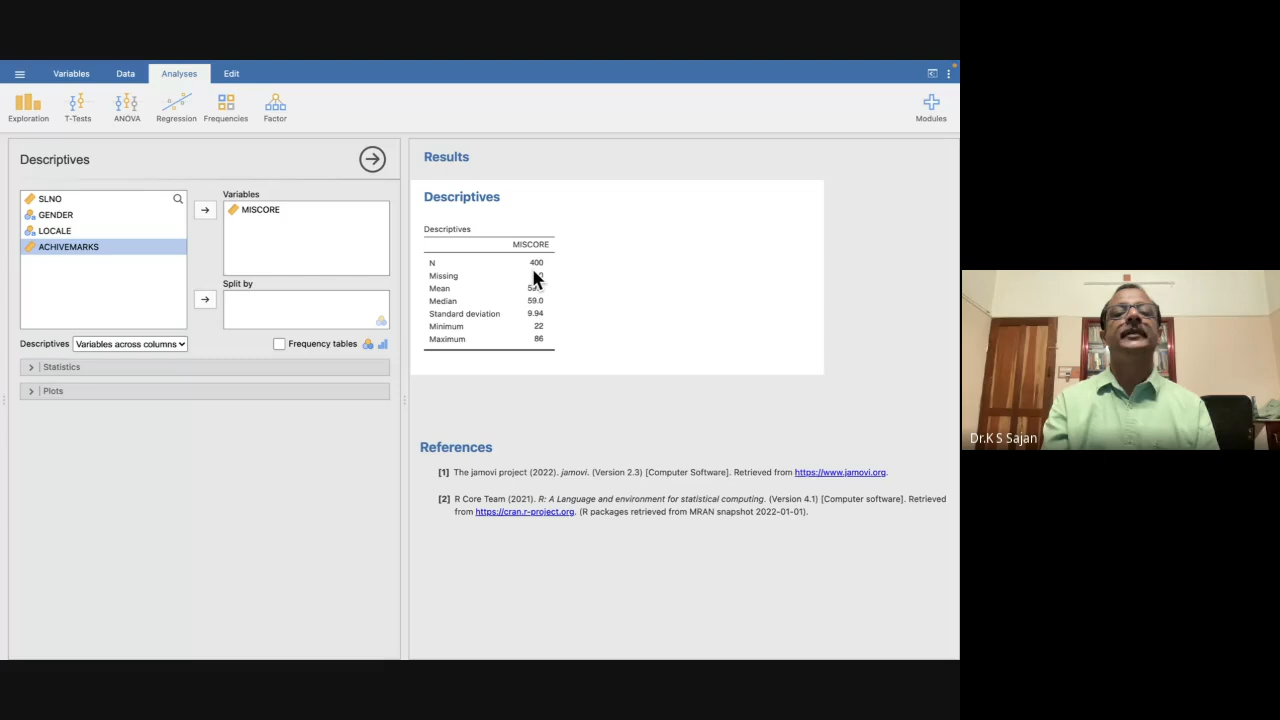 Variables Data Analyses Edit
Exploration T-Tests ANOVA Regression Frequencies Factor Modules
Descriptives
SLNO
GENDER
LOCALE
ACHIVEMARKS
Variables
MISCORE
Split by
Descriptives Variables across columns Frequency tables
Statistics
Plots
Results
Descriptives
Descriptives
MISCORE
N 400
Missing
Mean
Median 59.0
Standard deviation 9.94
Minimum 22
Maximum 86
References
[1] The jamovi project (2022). jamovi. (Version 2.3) [Computer Software]. Retrieved from https://www.jamovi.org.
[2] R Core Team (2021). R: A Language and environment for statistical computing. (Version 4.1) [Computer software]. Retrieved
from https://cran.r-project.org. (R packages retrieved from MRAN snapshot 2022-01-01).
Dr.K S Sajan